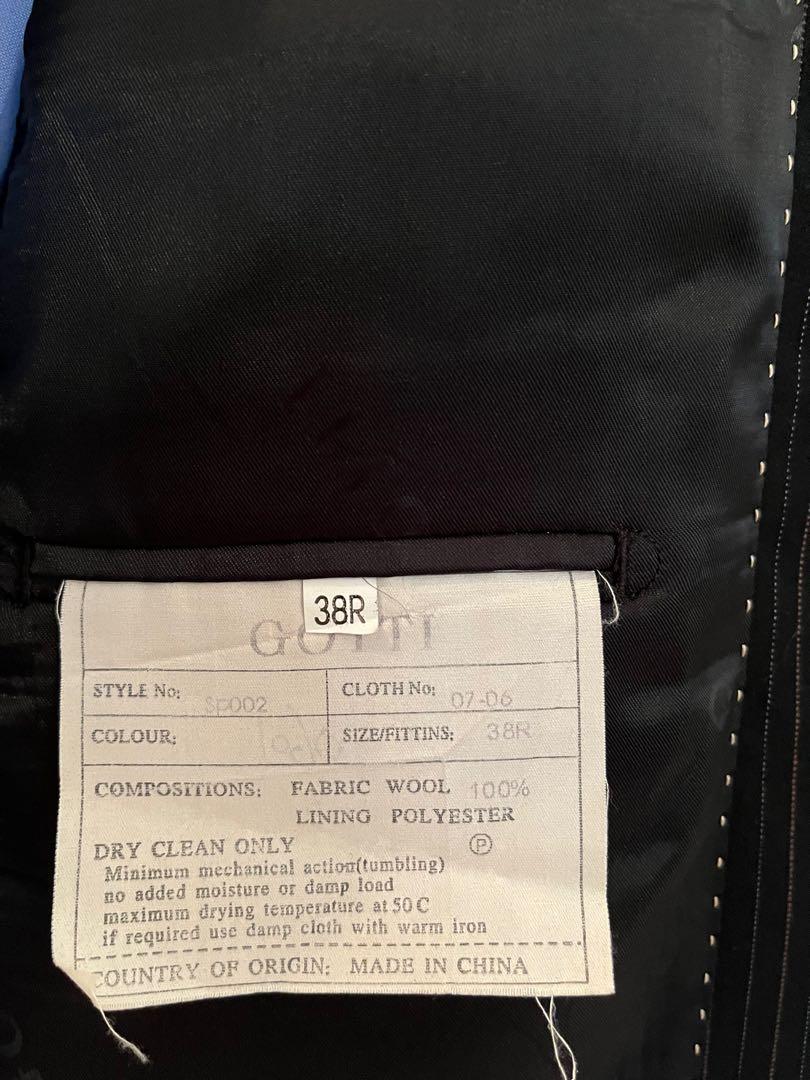 38R
GOTTI
STYLE No: SP002 CLOTH No: 07-06
COLOUR: SIZE/FITTINS: 38R
COMPOSITIONS: FABRIC WOOL 100%
LINING POLYESTER
DRY CLEAN ONLY P
Minimum mechanical action(tumbling)
no added moisture or damp load
maximum drying temperature at 50C
if required use damp cloth with warm iron
COUNTRY OF ORIGIN: MADE IN CHINA